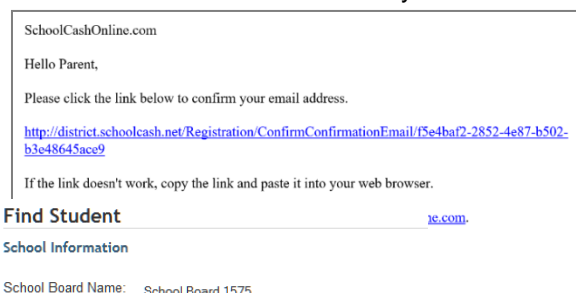 SchoolCashOnline.com
Hello Parent,
Please click the link below to confirm your email address.
http://district.schoolcash.net/Registration/ConfirmConfirmationEmail/f5e4baf2-2852-4e87-b502-
b3e48645ace9
If the link doesn't work, copy the link and paste it into your web browser.
Find Student
School Information
School Board Name: School Board 1575